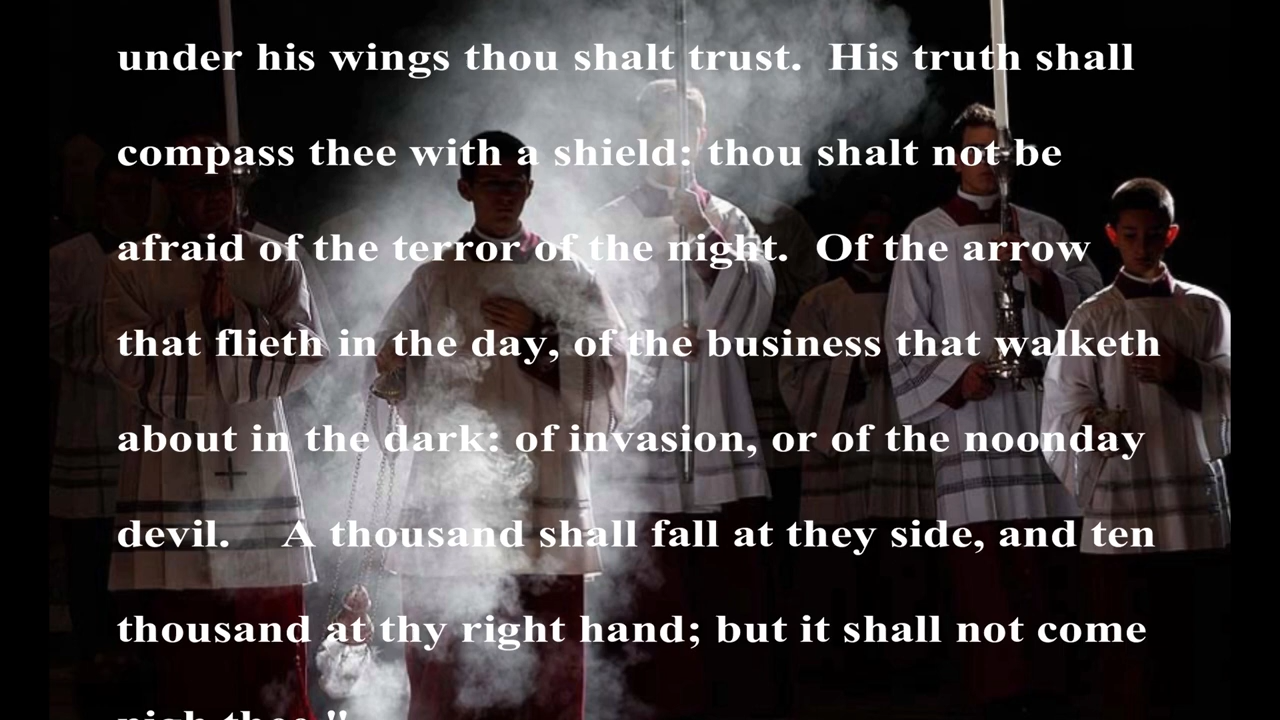 under his wings thou shalt trust.  His truth shall
compass thee with a shield: thou shalt not be
afraid of the terror of the night.  Of the arrow
that flieth in the day, of the business that walketh
about in the dark: of invasion, or of the noonday
devil.    A thousand shall fall at they side, and ten
thousand at thy right hand; but it shall not come
nigh thee."